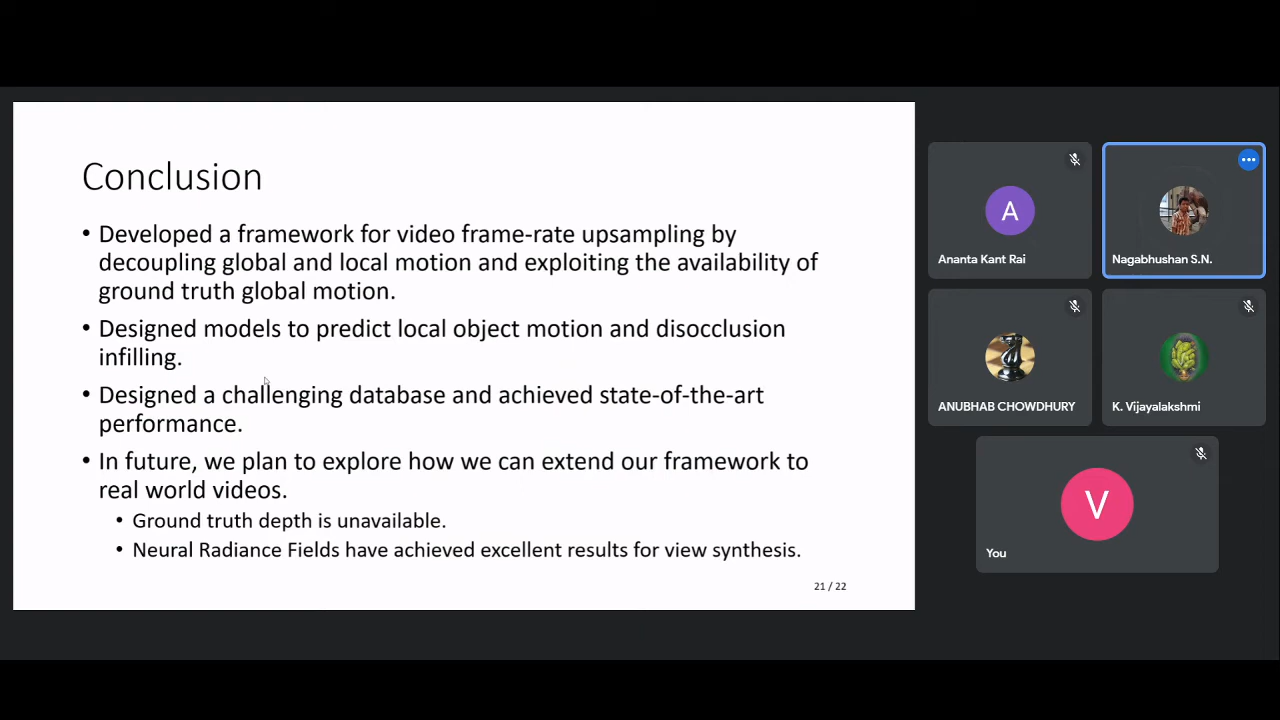 Conclusion
• Developed a framework for video frame-rate upsampling by
decoupling global and local motion and exploiting the availability of
ground truth global motion.
• Designed models to predict local object motion and disocclusion
infilling.
• Designed a challenging database and achieved state-of-the-art
performance.
• In future, we plan to explore how we can extend our framework to
real world videos.
• Ground truth depth is unavailable.
• Neural Radiance Fields have achieved excellent results for view synthesis.
21 / 22
A
Ananta Kant Rai
Nagabhushan S.N.
ANUBHAB CHOWDHURY
K. Vijayalakshmi
V
You